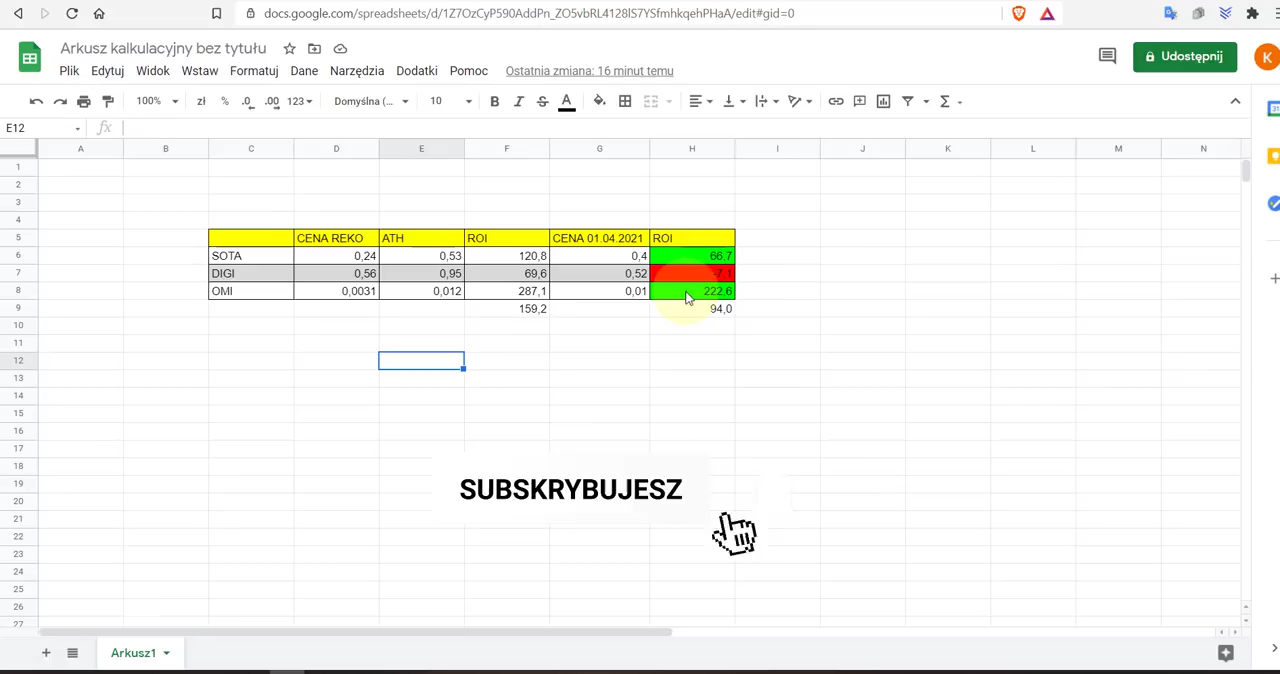 docs.google.com/spreadsheets/d/1Z7OzCyP590AddPn_ZO5vbRL4128lS7YSfmhkqehPHaA/edit#gid=0
Arkusz kalkulacyjny bez tytułu
Udostępnij
K
Plik Edytuj Widok Wstaw Formatuj Dane Narzędzia Dodatki Pomoc Ostatnia zmiana: 16 minut temu
100% zł % .0 .00 123 Domyślna (... 10 B I S A Σ
E12 fx
A B C D E F G H I J K L M N
1
2
3
4
5 CENA REKO ATH ROI CENA 01.04.2021 ROI
6 SOTA 0,24 0,53 120,8 0,4 66,7
7 DIGI 0,56 0,95 69,6 0,52 -7,1
8 OMI 0,0031 0,012 287,1 0,01 222,6
9 159,2 94,0
10
11
12
13
14
15
16
17
18
19 SUBSKRYBUJESZ
20
21
22
23
24
25
26
27
Arkusz1